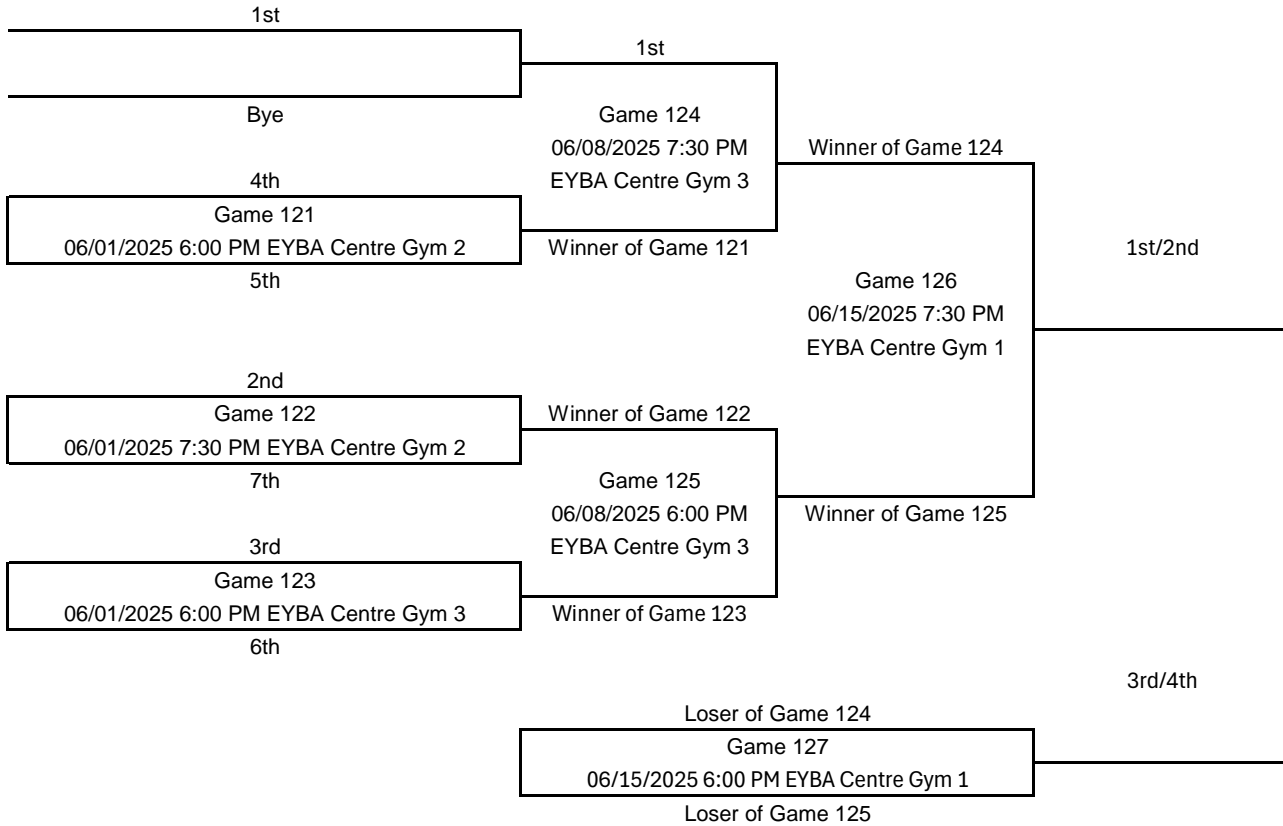 1st
1st
Bye
Game 124
06/08/2025 7:30 PM
EYBA Centre Gym 3
Winner of Game 124
4th
Game 121
06/01/2025 6:00 PM EYBA Centre Gym 2
5th
Winner of Game 121
1st/2nd
Game 126
06/15/2025 7:30 PM
EYBA Centre Gym 1
2nd
Game 122
06/01/2025 7:30 PM EYBA Centre Gym 2
7th
Winner of Game 122
Game 125
06/08/2025 6:00 PM
EYBA Centre Gym 3
Winner of Game 125
3rd
Game 123
06/01/2025 6:00 PM EYBA Centre Gym 3
6th
Winner of Game 123
3rd/4th
Loser of Game 124
Game 127
06/15/2025 6:00 PM EYBA Centre Gym 1
Loser of Game 125